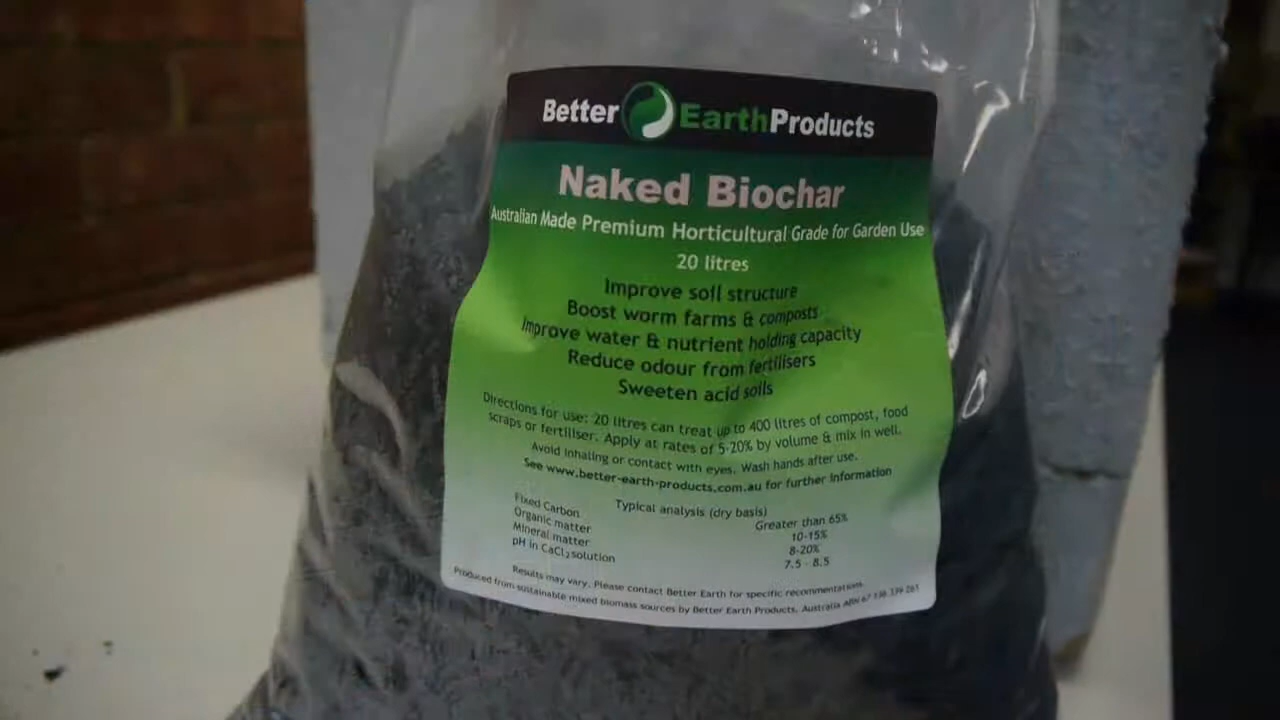 Better EarthProducts
Naked Biochar
Australian Made Premium Horticultural Grade for Garden Use
20 litres
Improve soil structure
Boost worm farms & composts
Improve water & nutrient holding capacity
Reduce odour from fertilisers
Sweeten acid soils
Directions for use: 20 litres can treat up to 400 litres of compost, food
scraps or fertiliser. Apply at rates of 5-20% by volume & mix in well.
Avoid inhaling or contact with eyes. Wash hands after use.
See www.better-earth-products.com.au for further information
Typical analysis (dry basis)
Fixed Carbon Greater than 65%
Organic matter 10-15%
Mineral matter 8-20%
pH in CaCl₂ solution 7.5 - 8.5
Results may vary. Please contact Better Earth for specific recommendations.
Produced from sustainable mixed biomass sources by Better Earth Products, Australia ABN 67